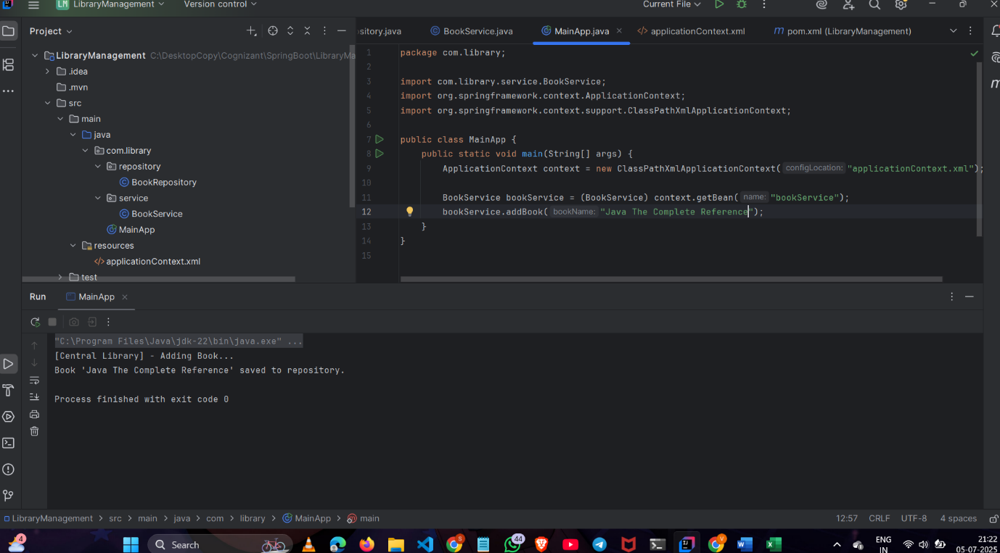 LM LibraryManagement Version control Current File
Project
sitory.java BookService.java MainApp.java applicationContext.xml m pom.xml (LibraryManagement)
LibraryManagement C:\DesktopCopy\Cognizant\SpringBoot\LibraryMa
.idea
.mvn
src
main
java
com.library
repository
BookRepository
service
BookService
MainApp
resources
</> applicationContext.xml
test
1 package com.library;
2
3 import com.library.service.BookService;
4 import org.springframework.context.ApplicationContext;
5 import org.springframework.context.support.ClassPathXmlApplicationContext;
6
7 public class MainApp {
8 public static void main(String[] args) {
9 ApplicationContext context = new ClassPathXmlApplicationContext( configLocation: "applicationContext.xml");
10
11 BookService bookService = (BookService) context.getBean( name: "bookService");
12 bookService.addBook( bookName: "Java The Complete Reference");
13 }
14 }
15
Run MainApp
"C:\Program Files\Java\jdk-22\bin\java.exe" ...
[Central Library] - Adding Book...
Book 'Java The Complete Reference' saved to repository.
Process finished with exit code 0
LibraryManagement > src > main > java > com > library > MainApp > main 12:57 CRLF UTF-8 4 spaces
4 Search S 44 V ENG 21:22
IN 05-07-2025